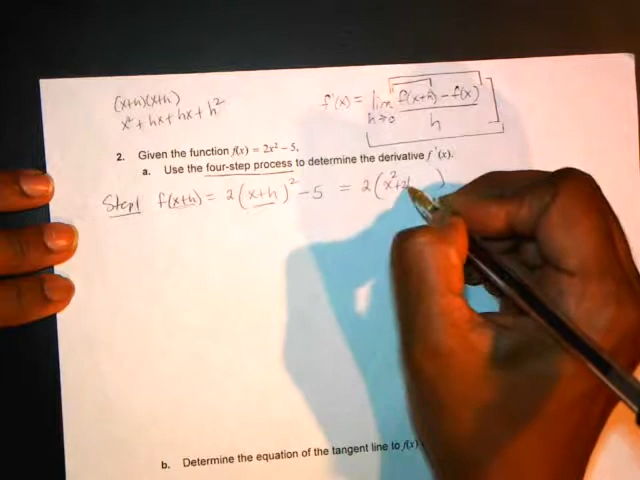 (x+h)(x+h)
x² + hx + hx + h²
f'(x) = lim h→0 f(x+h) - f(x) / h
2. Given the function f(x) = 2x² – 5,
a. Use the four-step process to determine the derivative f '(x).
Step1 f(x+h) = 2(x+h)² - 5 = 2(x²+2 )
b. Determine the equation of the tangent line to f(x)